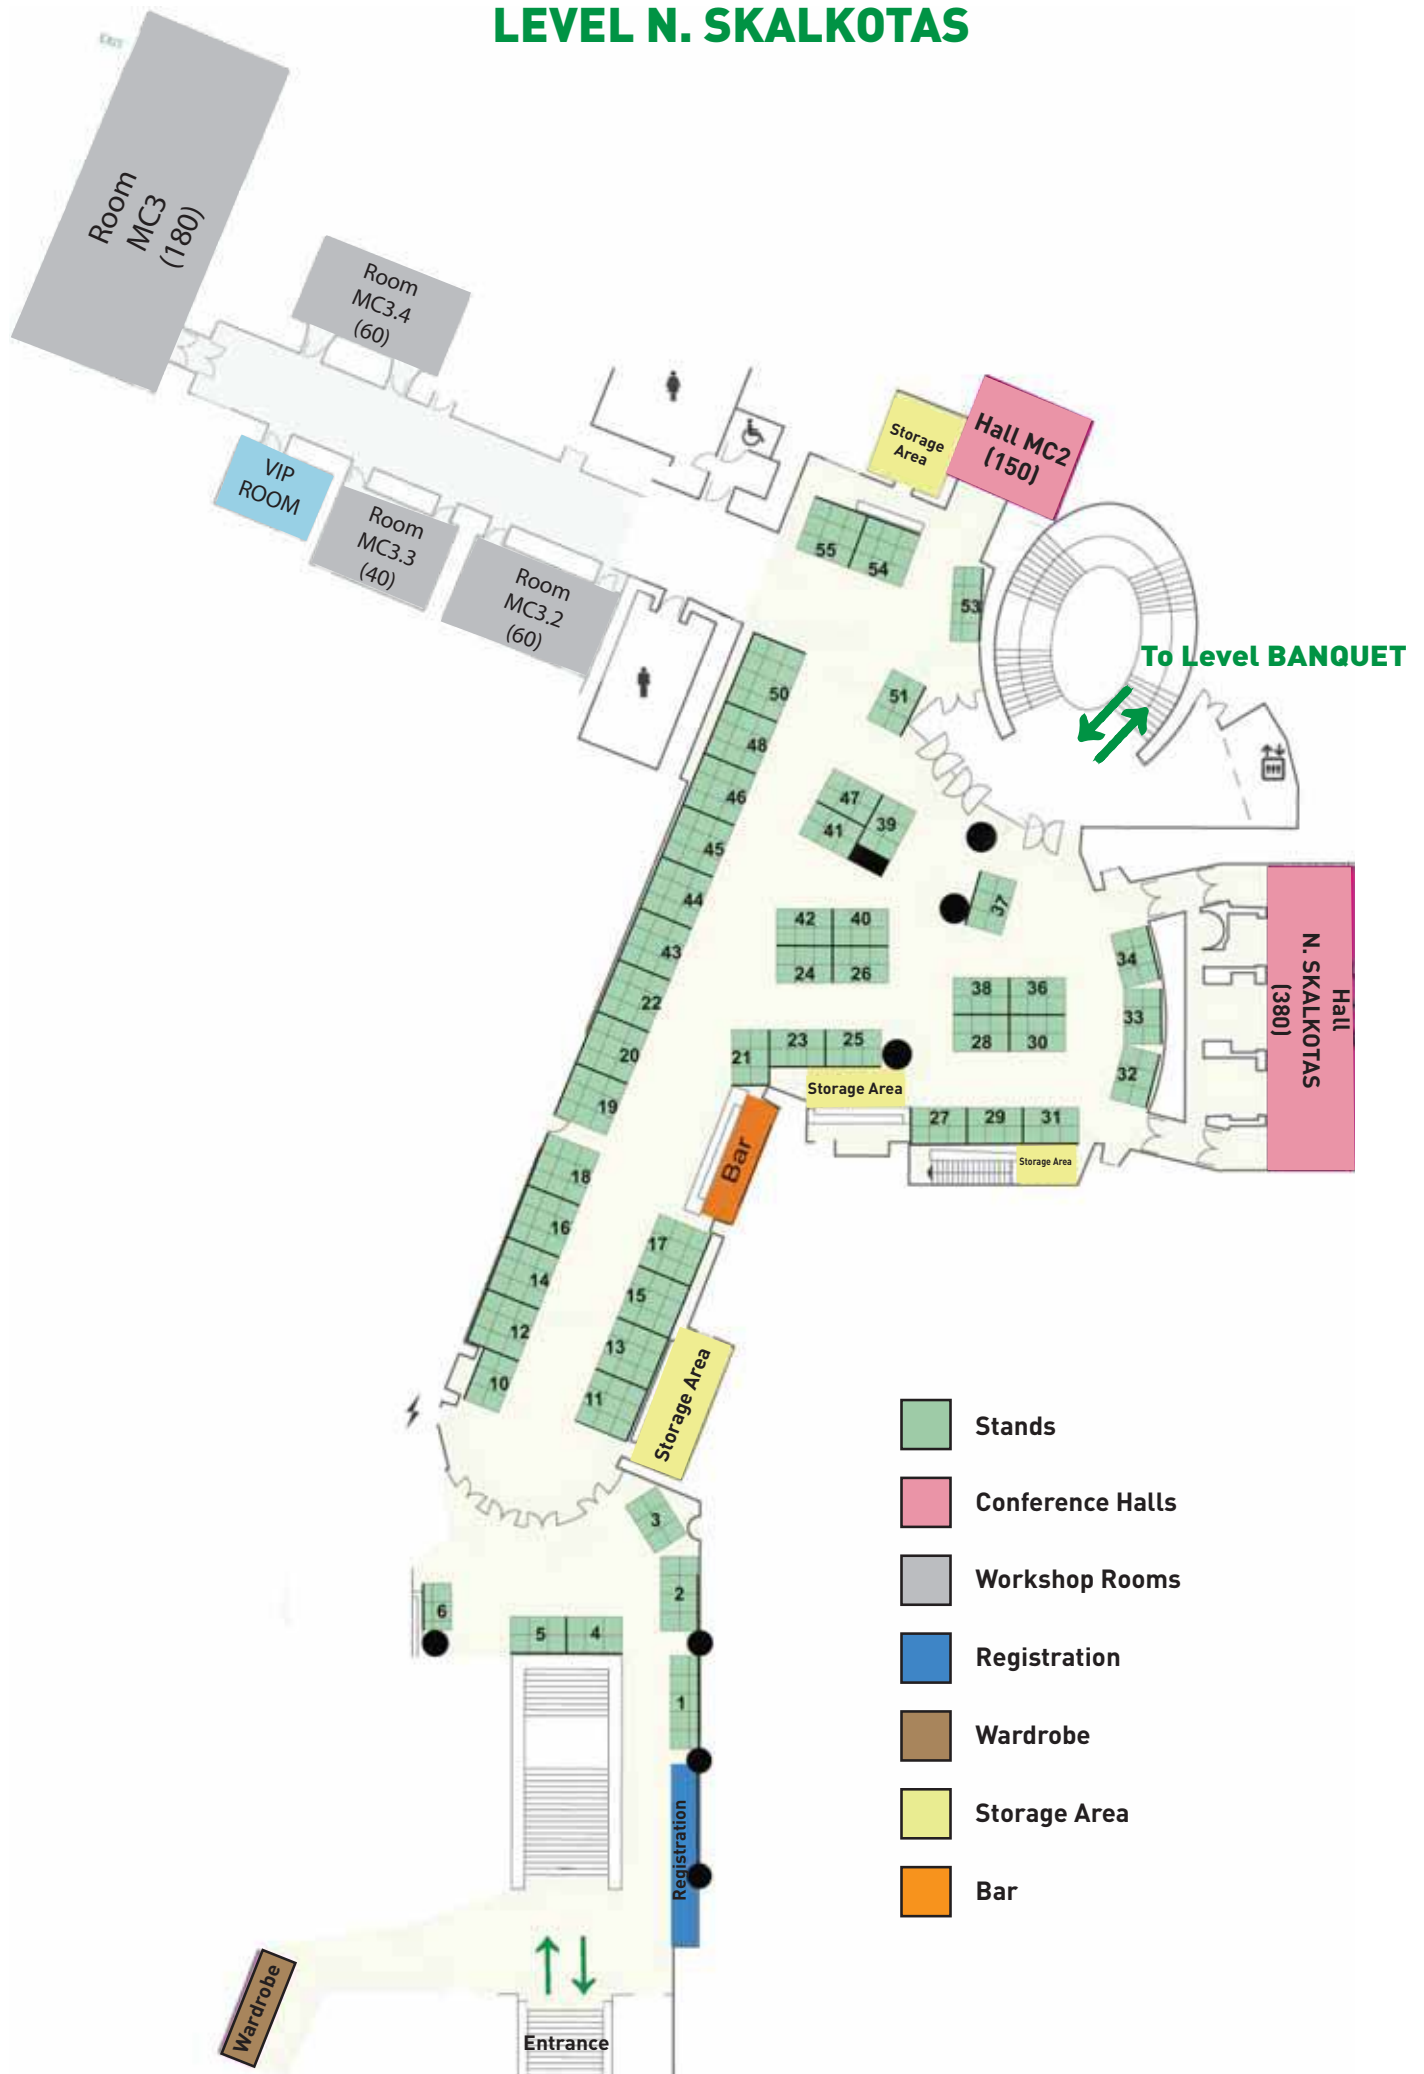 LEVEL N. SKALKOTAS
EXIT
Room
MC3
(180)
Room
MC3.4
(60)
VIP
ROOM
Room
MC3.3
(40)
Room
MC3.2
(60)
Storage
Area
Hall MC2
(150)
55
54
53
To Level BANQUET
51
50
48
46
45
44
43
22
20
19
47
39
41
37
42
40
24
26
38
36
28
30
34
33
32
Hall
N. SKALKOTAS
(380)
21
23
25
Storage Area
27
29
31
Storage Area
Bar
18
16
14
12
10
17
15
13
11
Storage Area
3
2
6
5
4
1
Registration
Wardrobe
Entrance
Stands
Conference Halls
Workshop Rooms
Registration
Wardrobe
Storage Area
Bar